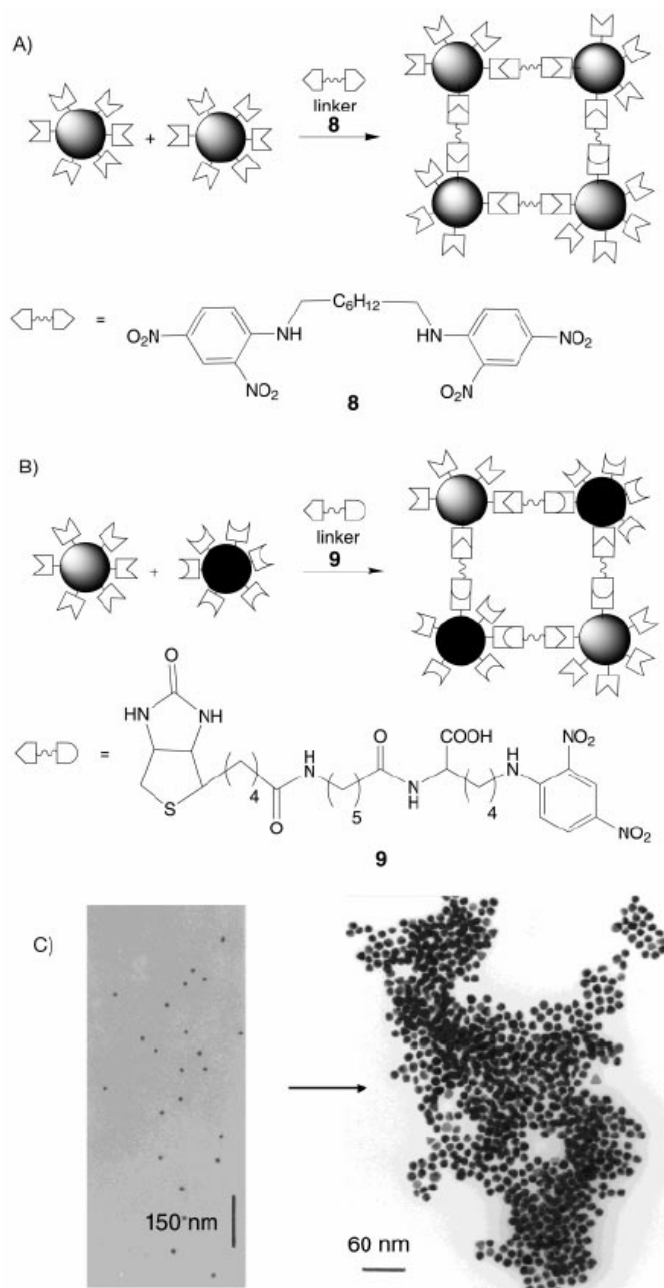 A)
linker
8
+
=
C₆H₁₂
NH
HN
O₂N
NO₂
O₂N
NO₂
8
B)
linker
9
+
=
O
HN
NH
S
4
O
H
N
5
O
N
H
COOH
4
H
N
NO₂
NO₂
9
C)
150 nm
60 nm